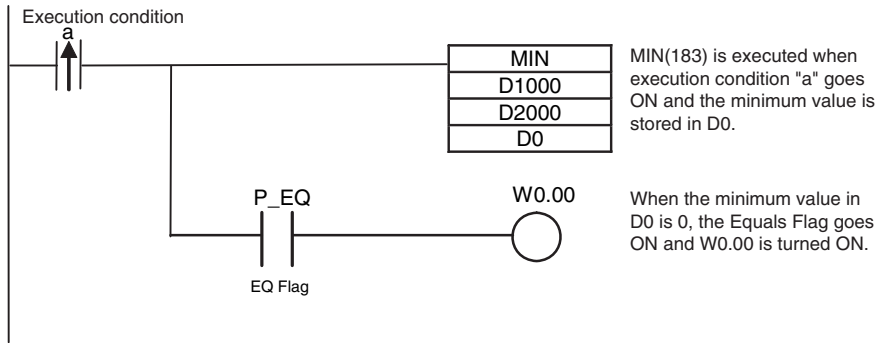 Execution condition
a
MIN
D1000
D2000
D0
MIN(183) is executed when
execution condition "a" goes
ON and the minimum value is
stored in D0.
P_EQ
EQ Flag
W0.00
When the minimum value in
D0 is 0, the Equals Flag goes
ON and W0.00 is turned ON.